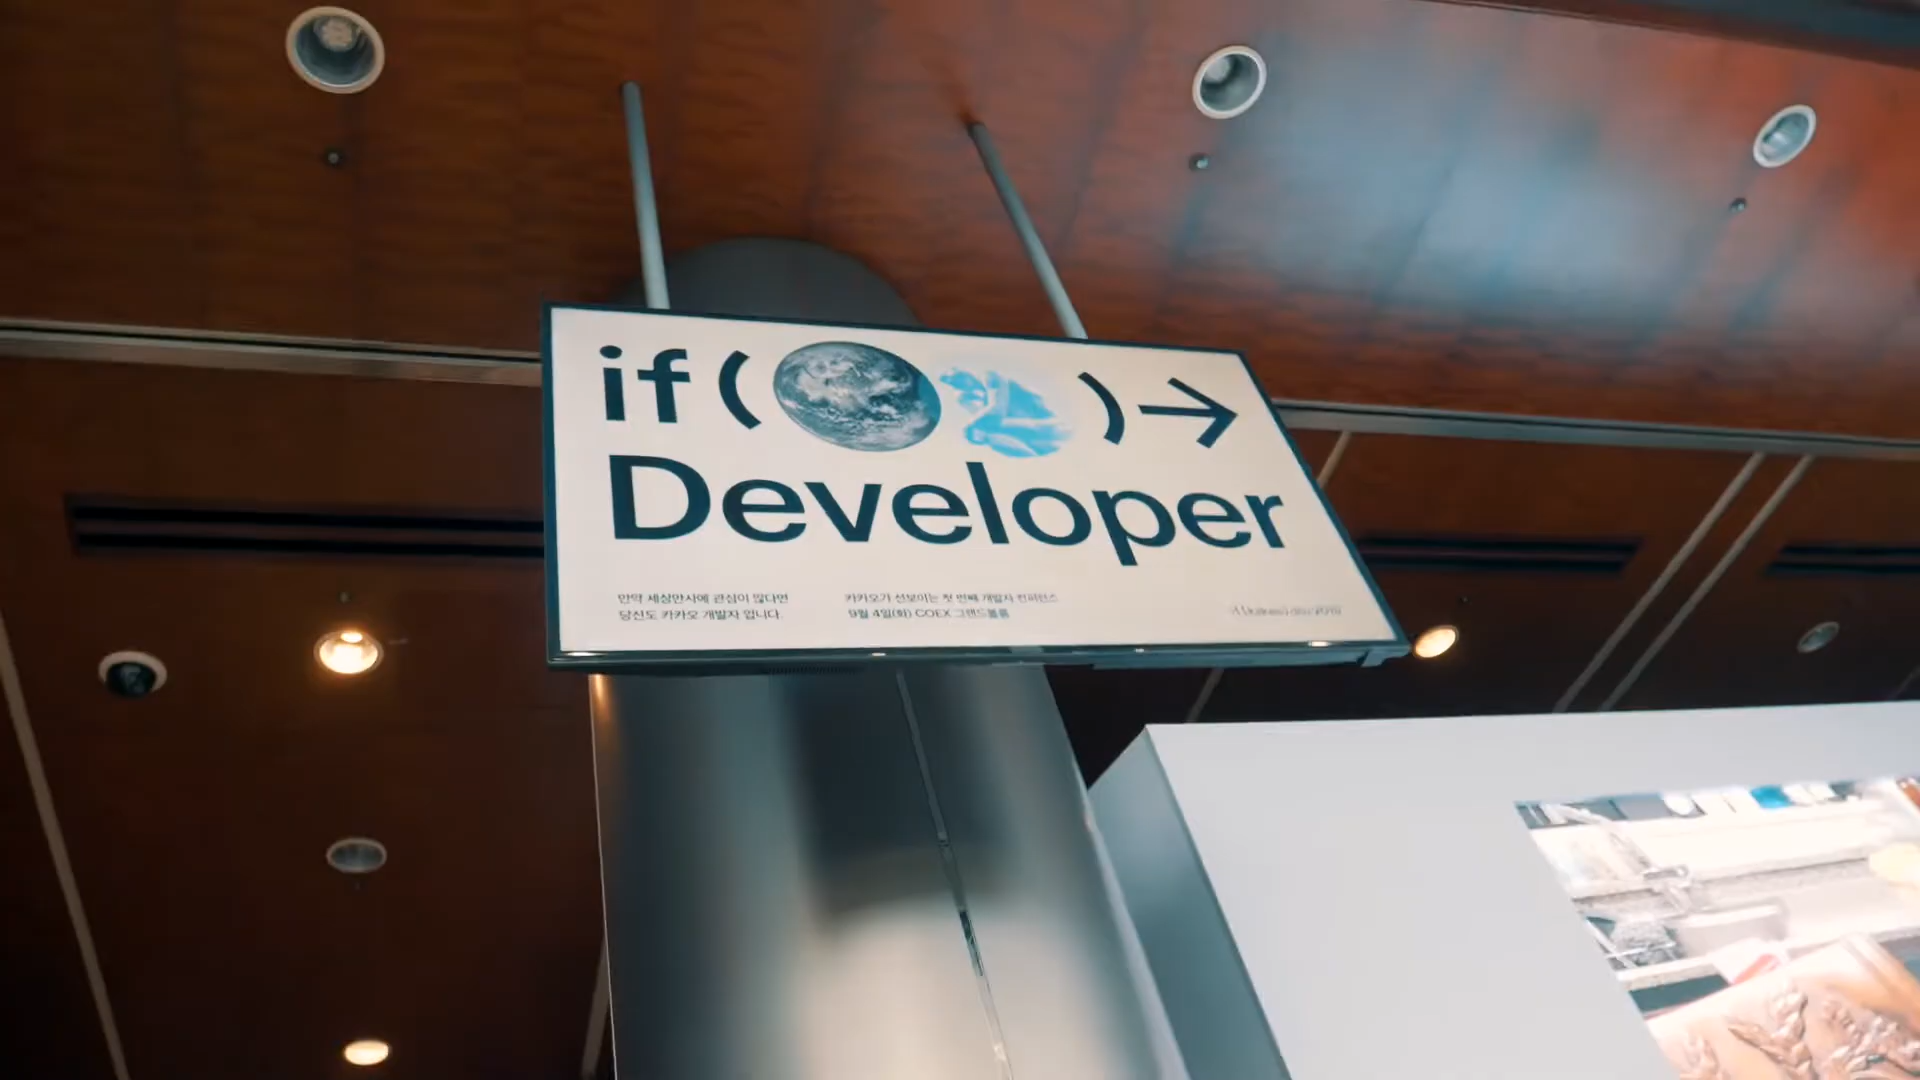 if ( ) →
Developer
만약 세상만사에 관심이 많다면
당신도 카카오 개발자 입니다.
카카오가 선보이는 첫 번째 개발자 컨퍼런스
9월 4일(화) COEX 그랜드볼룸